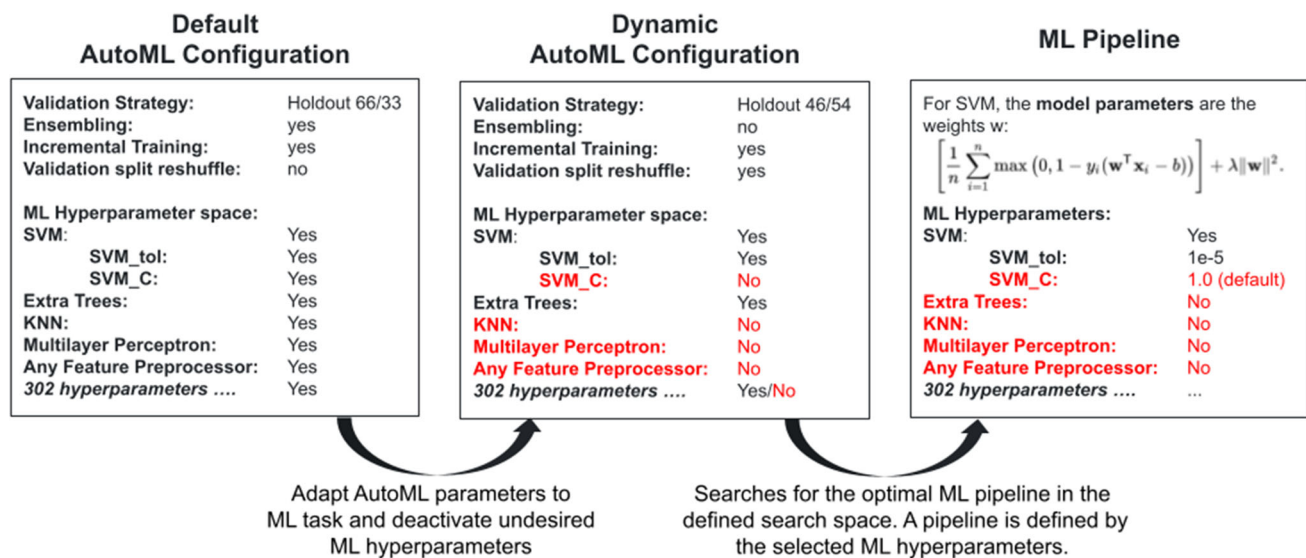 Default
AutoML Configuration
Validation Strategy: Holdout 66/33
Ensembling: yes
Incremental Training: yes
Validation split reshuffle: no
ML Hyperparameter space:
SVM: Yes
SVM_tol: Yes
SVM_C: Yes
Extra Trees: Yes
KNN: Yes
Multilayer Perceptron: Yes
Any Feature Preprocessor: Yes
302 hyperparameters .... Yes
Adapt AutoML parameters to
ML task and deactivate undesired
ML hyperparameters
Dynamic
AutoML Configuration
Validation Strategy: Holdout 46/54
Ensembling: no
Incremental Training: yes
Validation split reshuffle: yes
ML Hyperparameter space:
SVM: Yes
SVM_tol: Yes
SVM_C: No
Extra Trees: Yes
KNN: No
Multilayer Perceptron: No
Any Feature Preprocessor: No
302 hyperparameters .... Yes/No
Searches for the optimal ML pipeline in the
defined search space. A pipeline is defined by
the selected ML hyperparameters.
ML Pipeline
For SVM, the model parameters are the
weights w:
[1/n ∑_{i=1}^{n} max (0, 1 − y_i(w^T x_i − b))] + λ‖w‖².
ML Hyperparameters:
SVM: Yes
SVM_tol: 1e-5
SVM_C: 1.0 (default)
Extra Trees: No
KNN: No
Multilayer Perceptron: No
Any Feature Preprocessor: No
302 hyperparameters .... ...